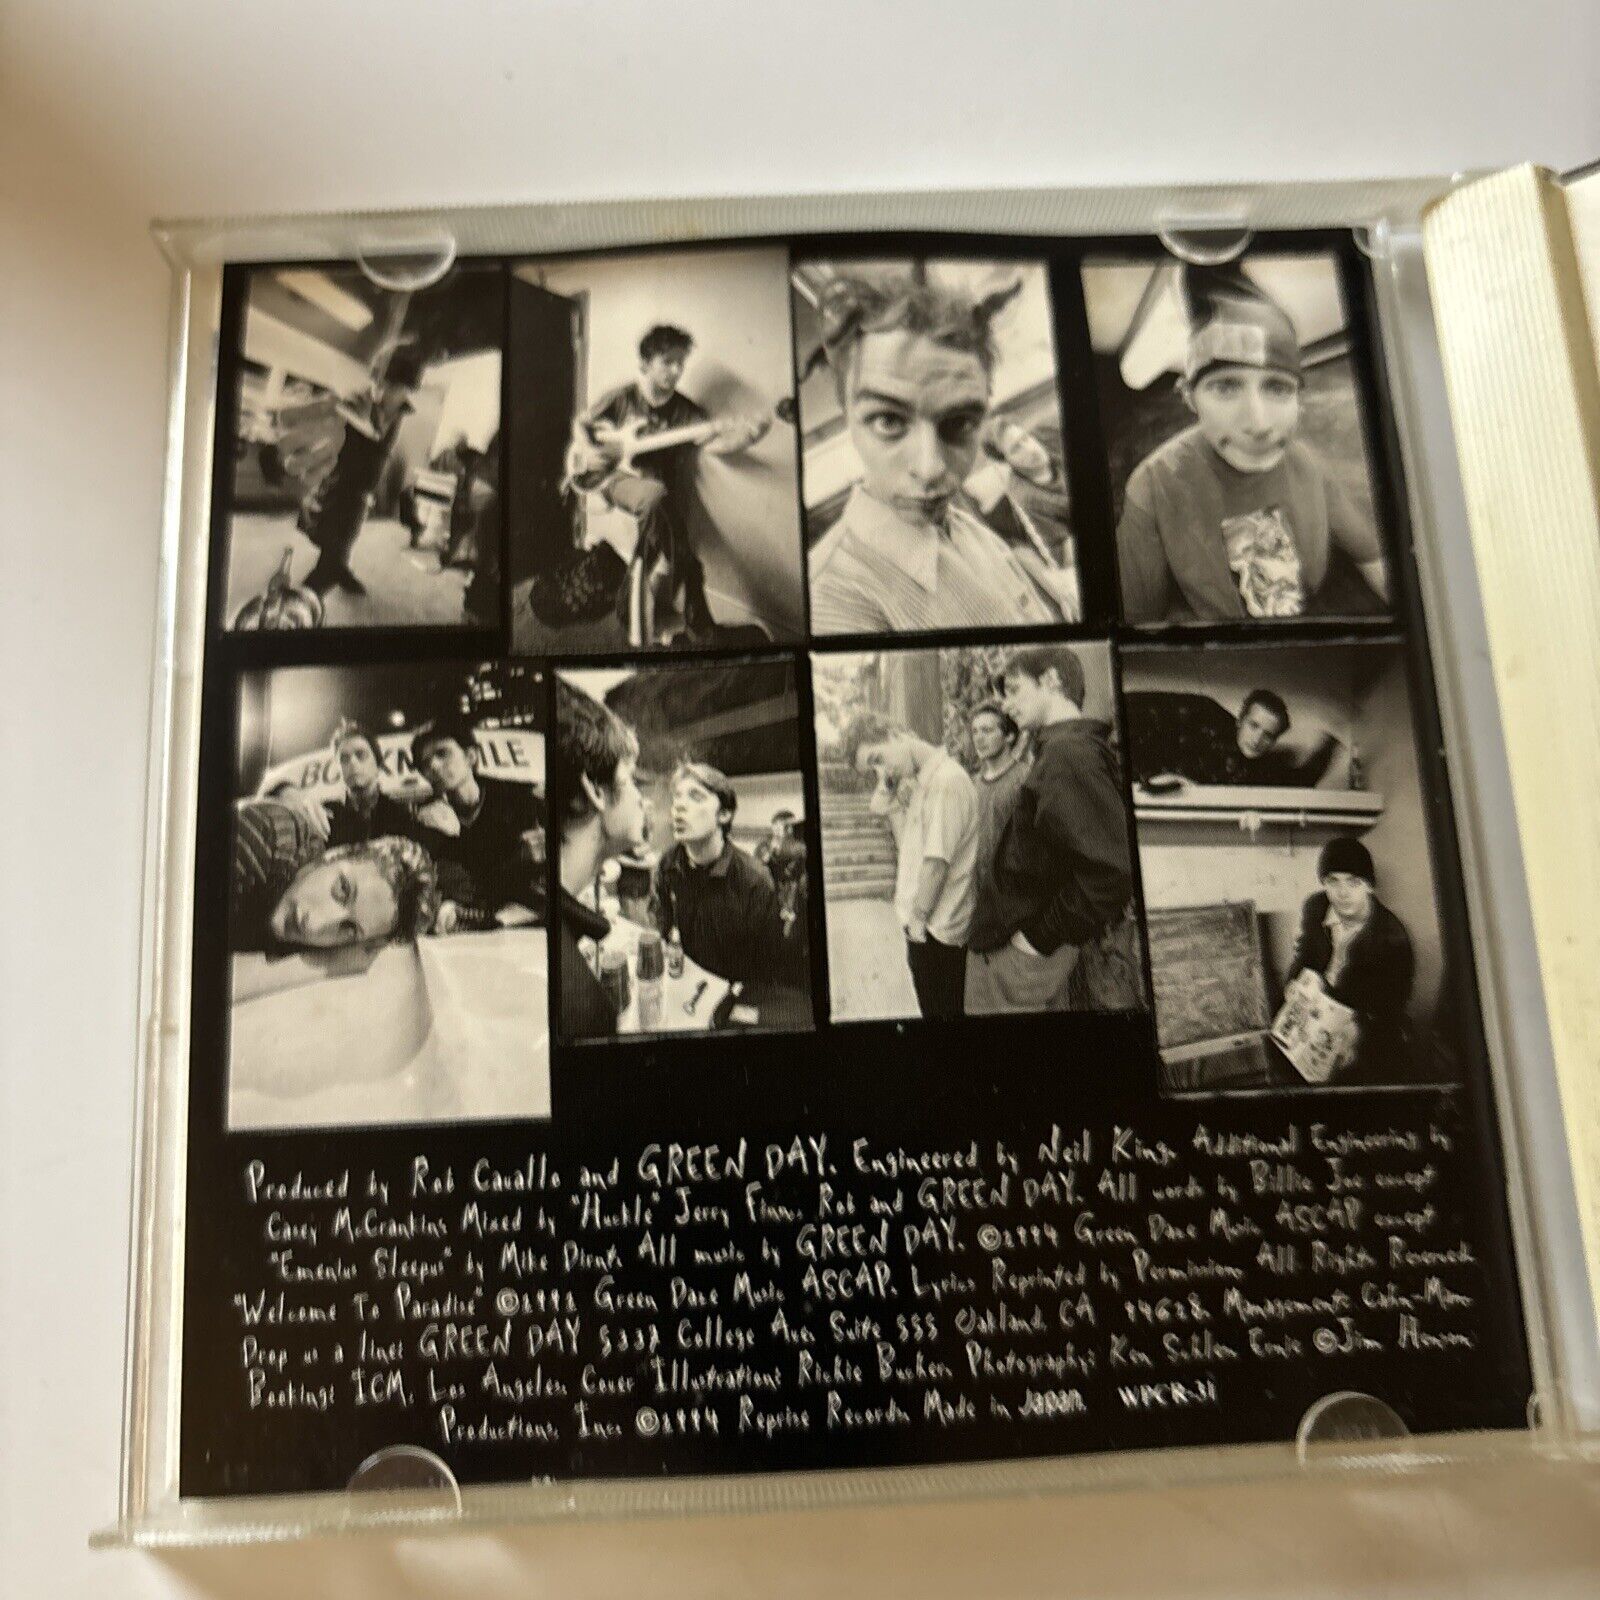 BOOKMOBILE
Produced by Rob Cavallo and GREEN DAY. Engineered by Neil King. Additional Engineering by
Casey McCrankin. Mixed by "Huckle" Jerry Finn, Rob and GREEN DAY. All words by Billie Joe except
"Emenius Sleepus" by Mike Dirnt. All music by GREEN DAY. ©1994 Green Daze Music ASCAP except
"Welcome To Paradise" ©1992 Green Daze Music ASCAP. Lyrics Reprinted by Permission. All Rights Reserved.
Drop us a line: GREEN DAY 5337 College Ave. Suite 555 Oakland, CA 94618. Management: Cahn-Man
Booking: ICM, Los Angeles. Cover Illustration: Richie Bucher. Photography: Ken Ernie ©Jim Henson
Productions, Inc. ©1994 Reprise Records. Made in Japan WPCR-31